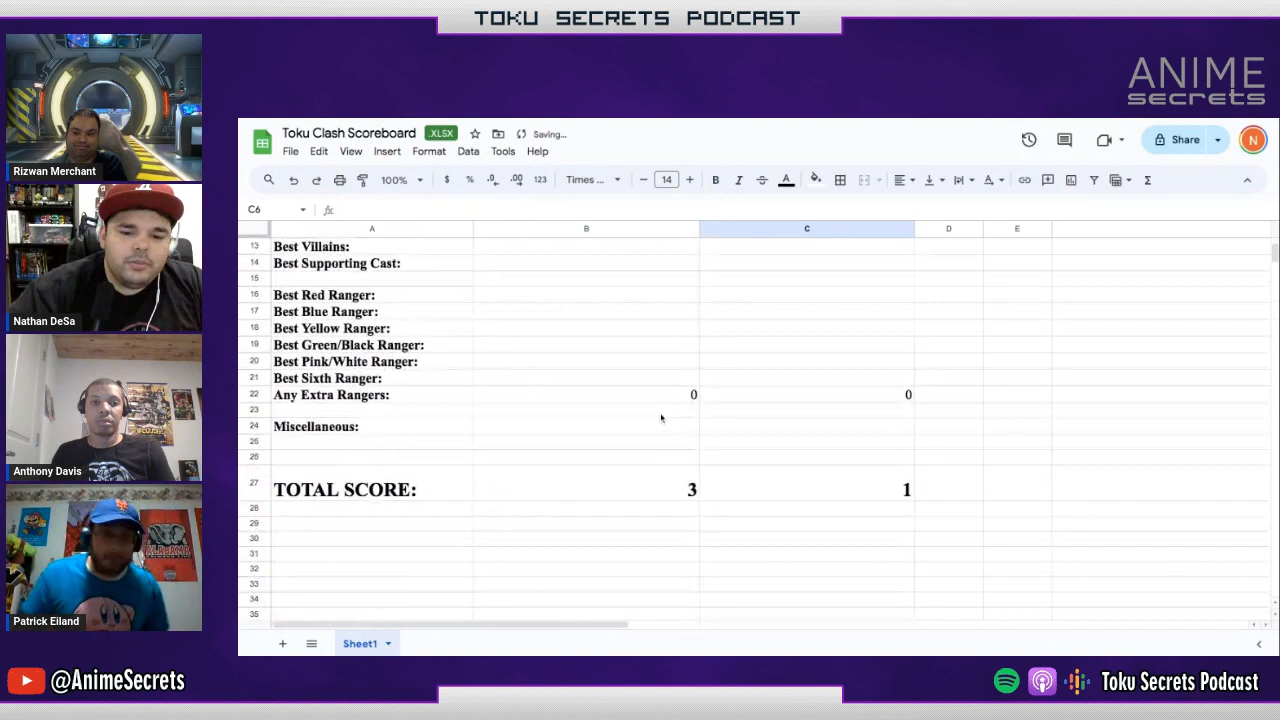 TOKU SECRETS PODCAST
ANIME
secrets
Rizwan Merchant
Nathan DeSa
Anthony Davis
ALABAMA
Patrick Eiland
Toku Clash Scoreboard .XLSX Saving…
File Edit View Insert Format Data Tools Help
Share N
100% $ % .0 .00 123 Times ... − 14 + B I A Σ
C6 fx
A B C D E
13 Best Villains:
14 Best Supporting Cast:
15
16 Best Red Ranger:
17 Best Blue Ranger:
18 Best Yellow Ranger:
19 Best Green/Black Ranger:
20 Best Pink/White Ranger:
21 Best Sixth Ranger:
22 Any Extra Rangers: 0 0
23
24 Miscellaneous:
25
26
27 TOTAL SCORE: 3 1
28
29
30
31
32
33
34
35
+ Sheet1
@AnimeSecrets
Toku Secrets Podcast